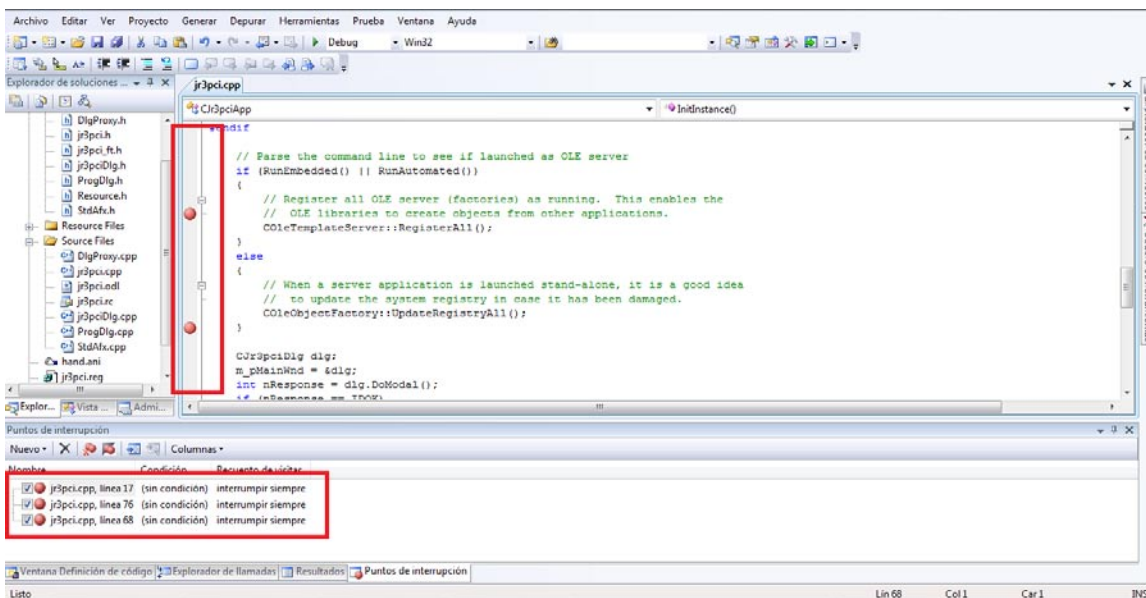 Archivo Editar Ver Proyecto Generar Depurar Herramientas Prueba Ventana Ayuda
Debug Win32
Explorador de soluciones ...
jr3pci.cpp
CJr3pciApp InitInstance()
DlgProxy.h
jr3pci.h
jr3pci_ft.h
jr3pciDlg.h
ProgDlg.h
Resource.h
StdAfx.h
Resource Files
Source Files
DlgProxy.cpp
jr3pci.cpp
jr3pci.odl
jr3pci.rc
jr3pciDlg.cpp
ProgDlg.cpp
StdAfx.cpp
hand.ani
jr3pci.reg
Explor... Vista ... Admi...
#endif
// Parse the command line to see if launched as OLE server
if (RunEmbedded() || RunAutomated())
{
// Register all OLE server (factories) as running. This enables the
// OLE libraries to create objects from other applications.
COleTemplateServer::RegisterAll();
}
else
{
// When a server application is launched stand-alone, it is a good idea
// to update the system registry in case it has been damaged.
COleObjectFactory::UpdateRegistryAll();
}
CJr3pciDlg dlg;
m_pMainWnd = &dlg;
int nResponse = dlg.DoModal();
if (nResponse == IDOK)
Puntos de interrupción
Nuevo Columnas
Nombre Condición Recuento de visitas
jr3pci.cpp, línea 17 (sin condición) interrumpir siempre
jr3pci.cpp, línea 76 (sin condición) interrumpir siempre
jr3pci.cpp, línea 68 (sin condición) interrumpir siempre
Ventana Definición de código Explorador de llamadas Resultados Puntos de interrupción
Listo Lín 68 Col 1 Car 1 INS